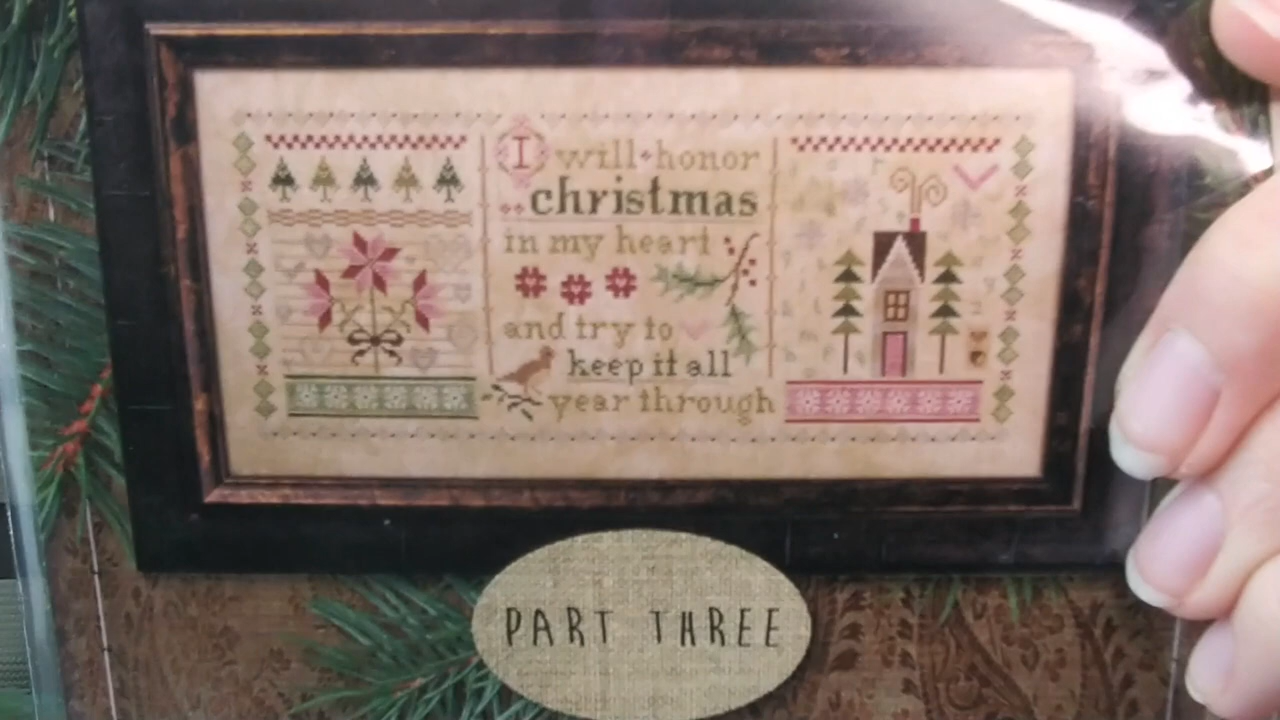 I will honor
christmas
in my heart
and try to
keep it all
year through
PART THREE